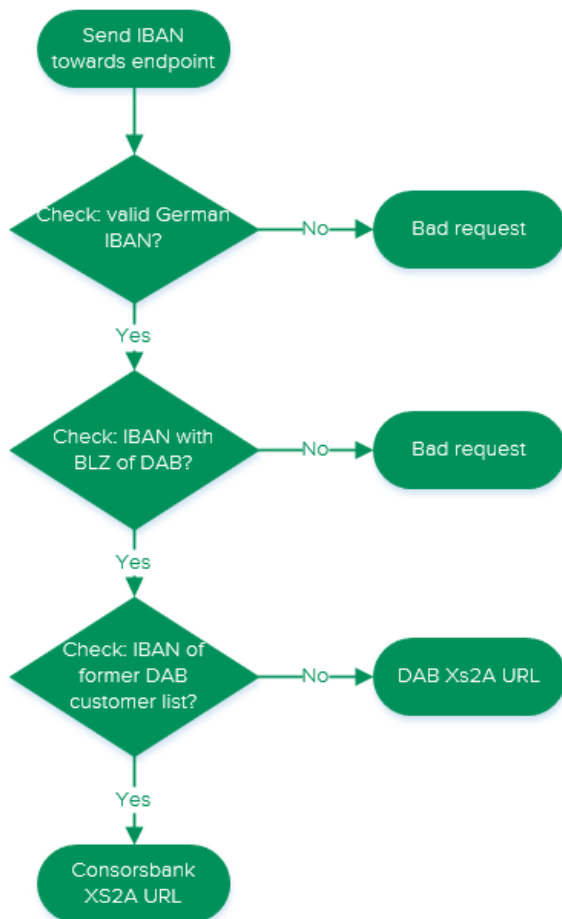 Send IBAN
towards endpoint
Check: valid German
IBAN?
No
Bad request
Yes
Check: IBAN with
BLZ of DAB?
No
Bad request
Yes
Check: IBAN of
former DAB
customer list?
No
DAB Xs2A URL
Yes
Consorsbank
XS2A URL